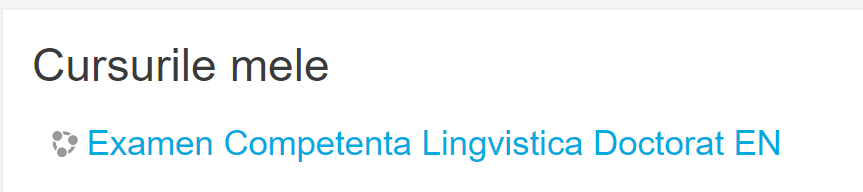 Cursurile mele
Examen Competenta Lingvistica Doctorat EN